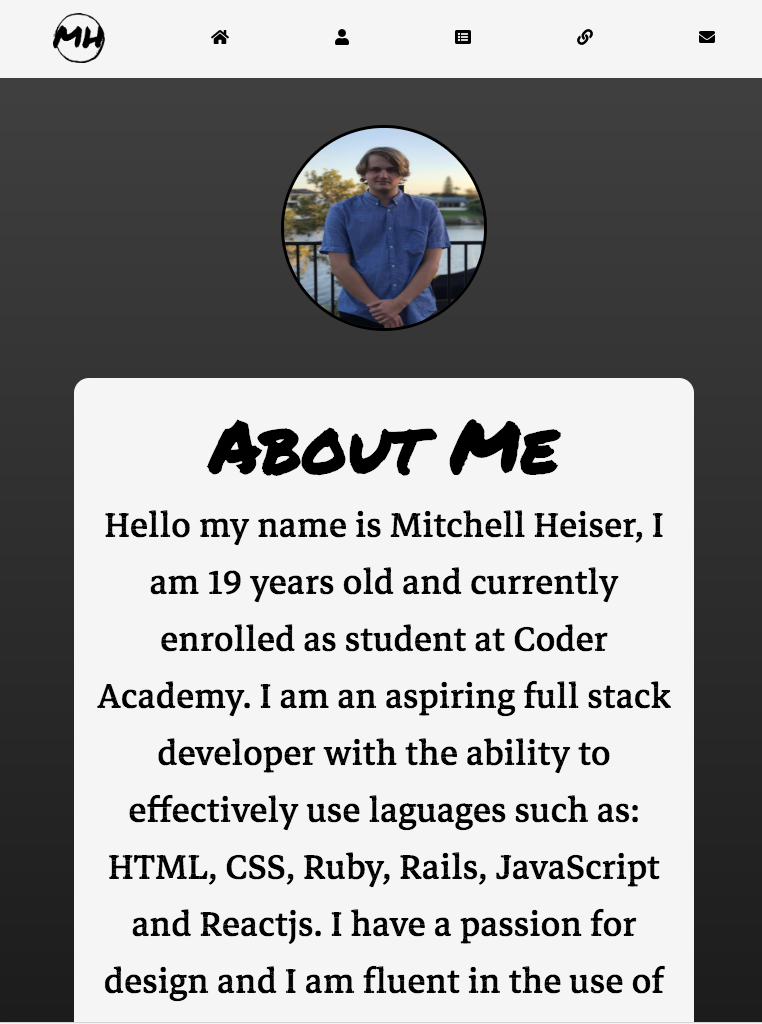 MH
About Me
Hello my name is Mitchell Heiser, I
am 19 years old and currently
enrolled as student at Coder
Academy. I am an aspiring full stack
developer with the ability to
effectively use laguages such as:
HTML, CSS, Ruby, Rails, JavaScript
and Reactjs. I have a passion for
design and I am fluent in the use of